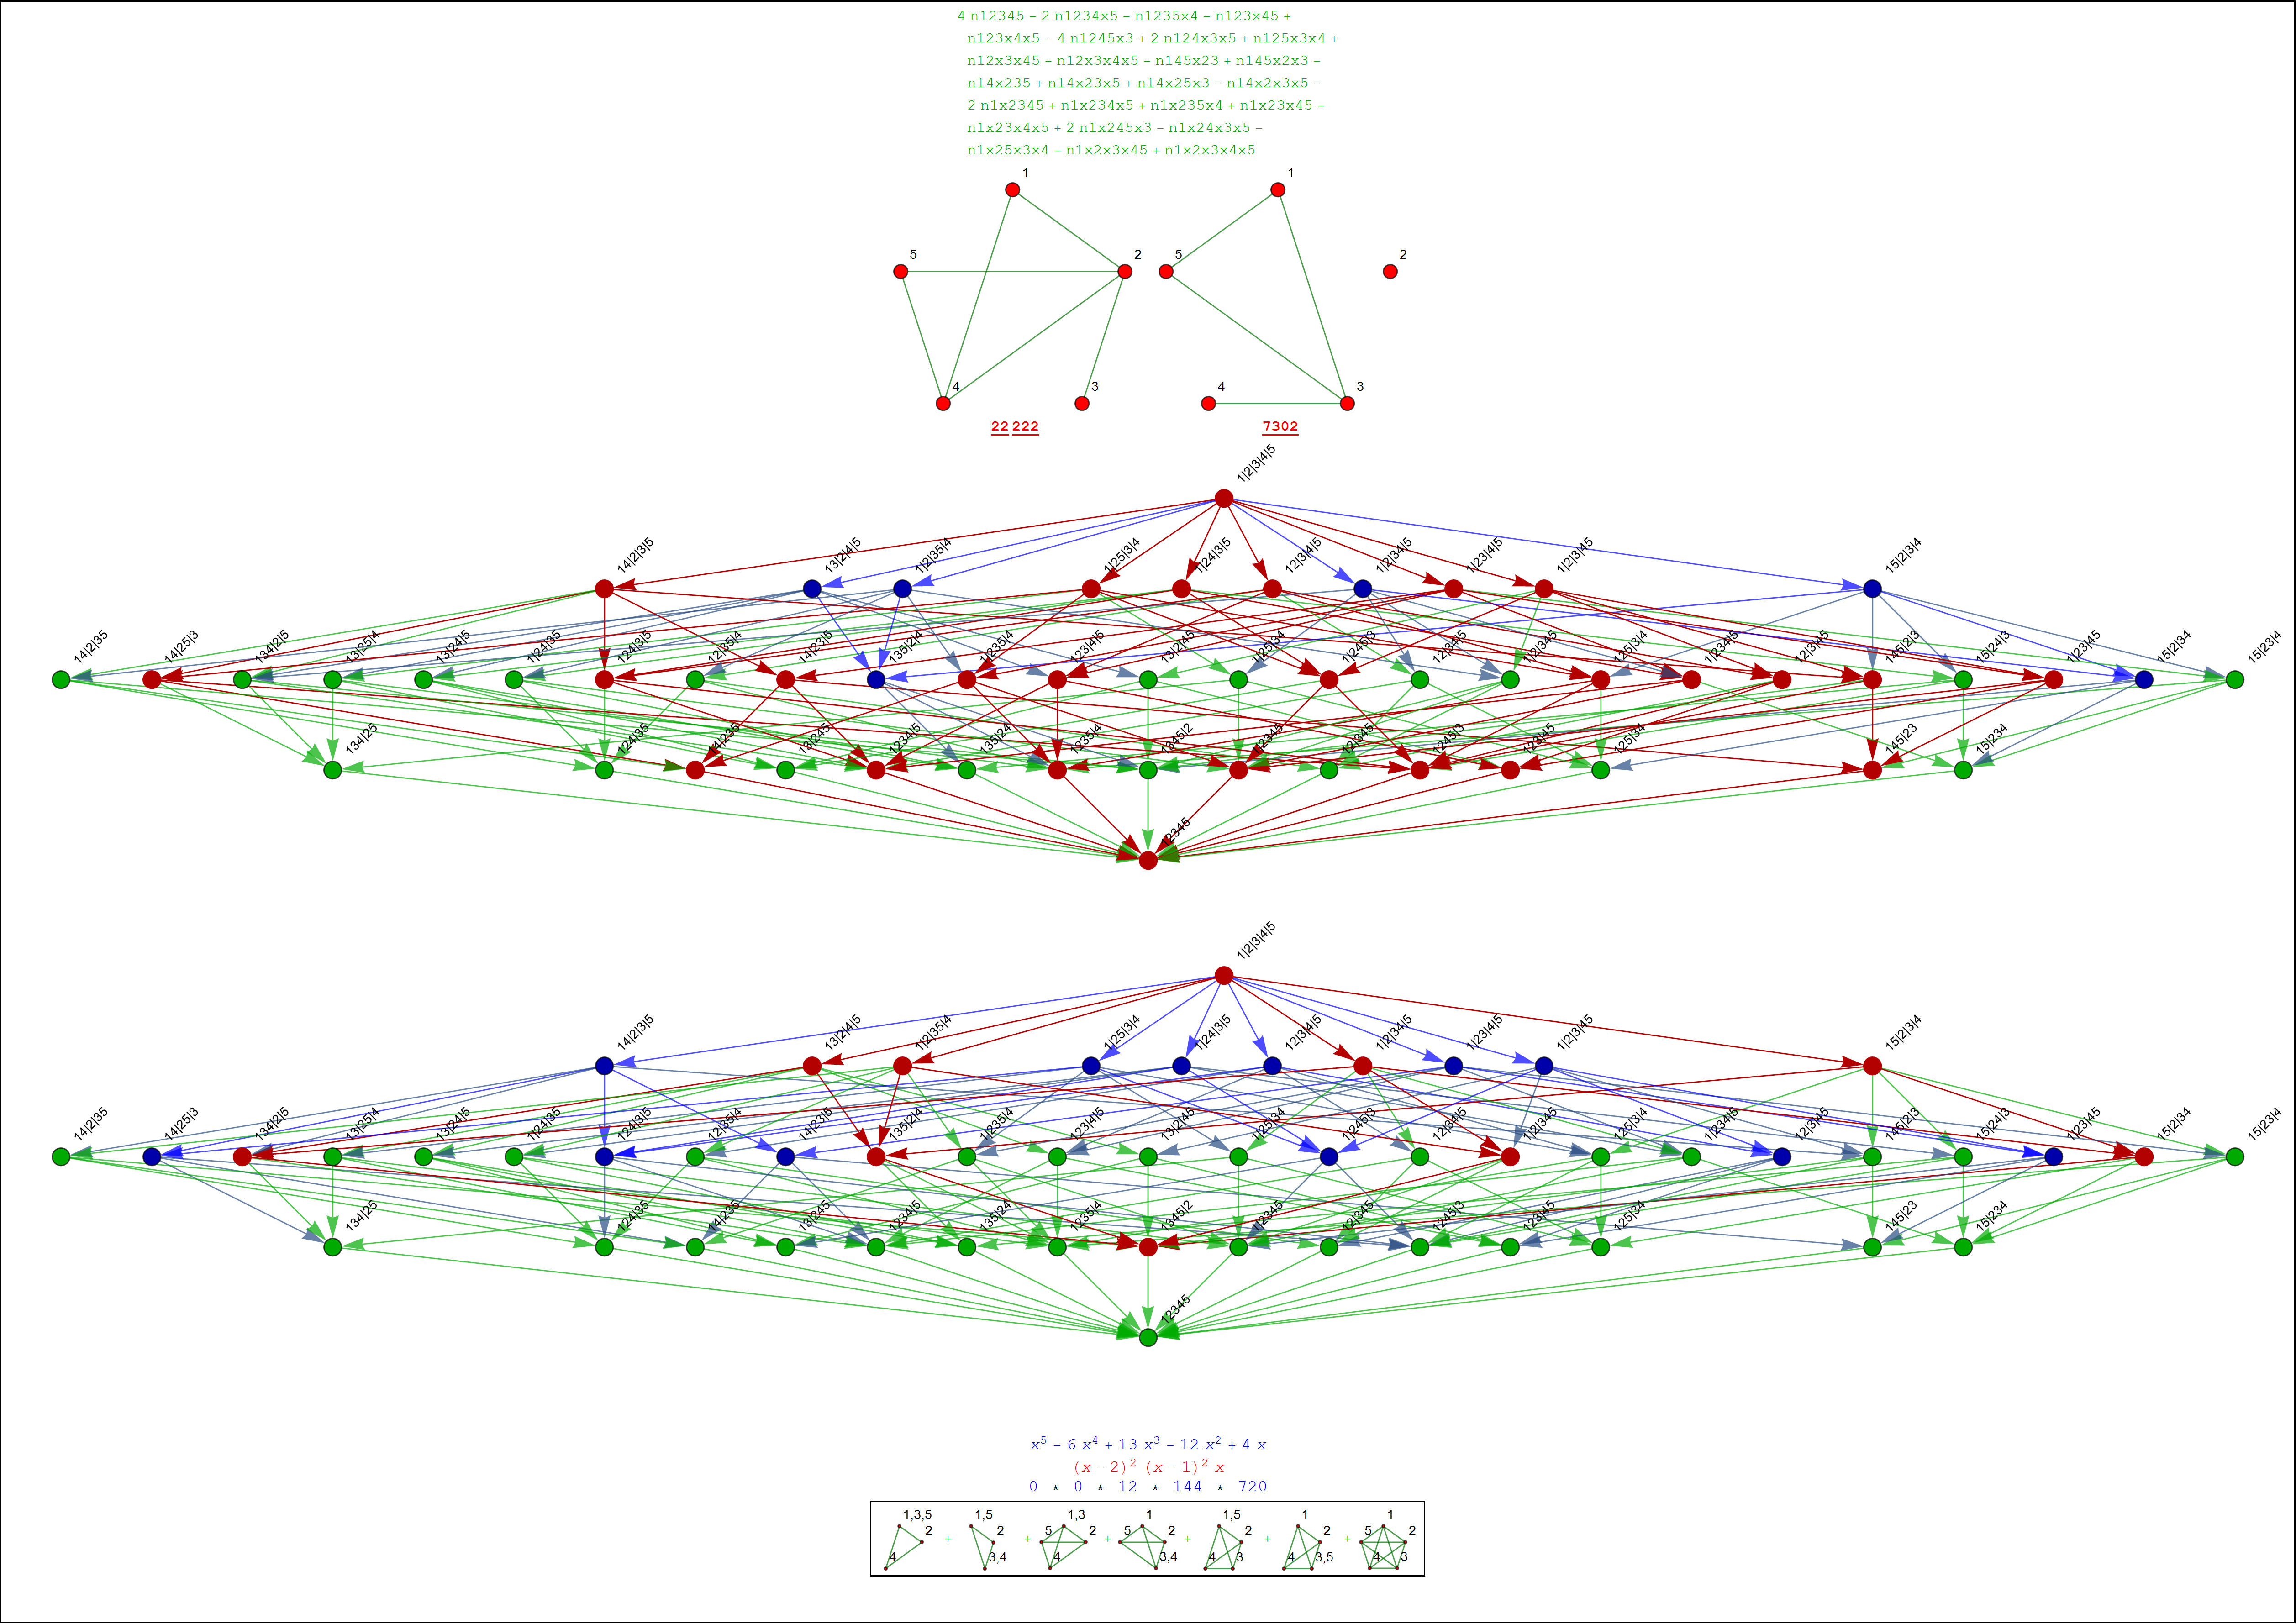 4 n12345 – 2 n1234x5 – n1235x4 – n123x45 +
n123x4x5 – 4 n1245x3 + 2 n124x3x5 + n125x3x4 +
n12x3x45 – n12x3x4x5 – n145x23 + n145x2x3 –
n14x235 + n14x23x5 + n14x25x3 – n14x2x3x5 –
2 n1x2345 + n1x234x5 + n1x235x4 + n1x23x45 –
n1x23x4x5 + 2 n1x245x3 – n1x24x3x5 –
n1x25x3x4 – n1x2x3x45 + n1x2x3x4x5
1 1
5 2 5 2
4 3 4 3
22 222 7302
1|2|3|4|5
14|2|3|5 13|2|4|5 1|2|35|4 1|25|3|4 1|24|3|5 12|3|4|5 1|2|34|5 1|23|4|5 1|2|3|45 15|2|3|4
14|2|35 14|25|3 134|2|5 13|25|4 13|24|5 1|24|35 124|3|5 12|35|4 14|23|5 135|2|4 1|235|4 123|4|5 13|2|45 1|25|34 1|245|3 12|34|5 1|2|345 125|3|4 1|234|5 12|3|45 145|2|3 15|24|3 1|23|45 15|2|34 15|23|4
134|25 124|35 14|235 13|245 1234|5 135|24 1235|4 1345|2 1|2345 12|345 1245|3 123|45 125|34 145|23 15|234
12345
1|2|3|4|5
14|2|3|5 13|2|4|5 1|2|35|4 1|25|3|4 1|24|3|5 12|3|4|5 1|2|34|5 1|23|4|5 1|2|3|45 15|2|3|4
14|2|35 14|25|3 134|2|5 13|25|4 13|24|5 1|24|35 124|3|5 12|35|4 14|23|5 135|2|4 1|235|4 123|4|5 13|2|45 1|25|34 1|245|3 12|34|5 1|2|345 125|3|4 1|234|5 12|3|45 145|2|3 15|24|3 1|23|45 15|2|34 15|23|4
134|25 124|35 14|235 13|245 1234|5 135|24 1235|4 1345|2 1|2345 12|345 1245|3 123|45 125|34 145|23 15|234
12345
x⁵ – 6 x⁴ + 13 x³ – 12 x² + 4 x
(x – 2)² (x – 1)² x
0 * 0 * 12 * 144 * 720
1,3,5 1,5 1,3 1 1,5 1 1
2 2 5 2 5 2 2 2 5 2
+ + + + + +
4 3,4 4 3,4 4 3 4 3,5 4 3